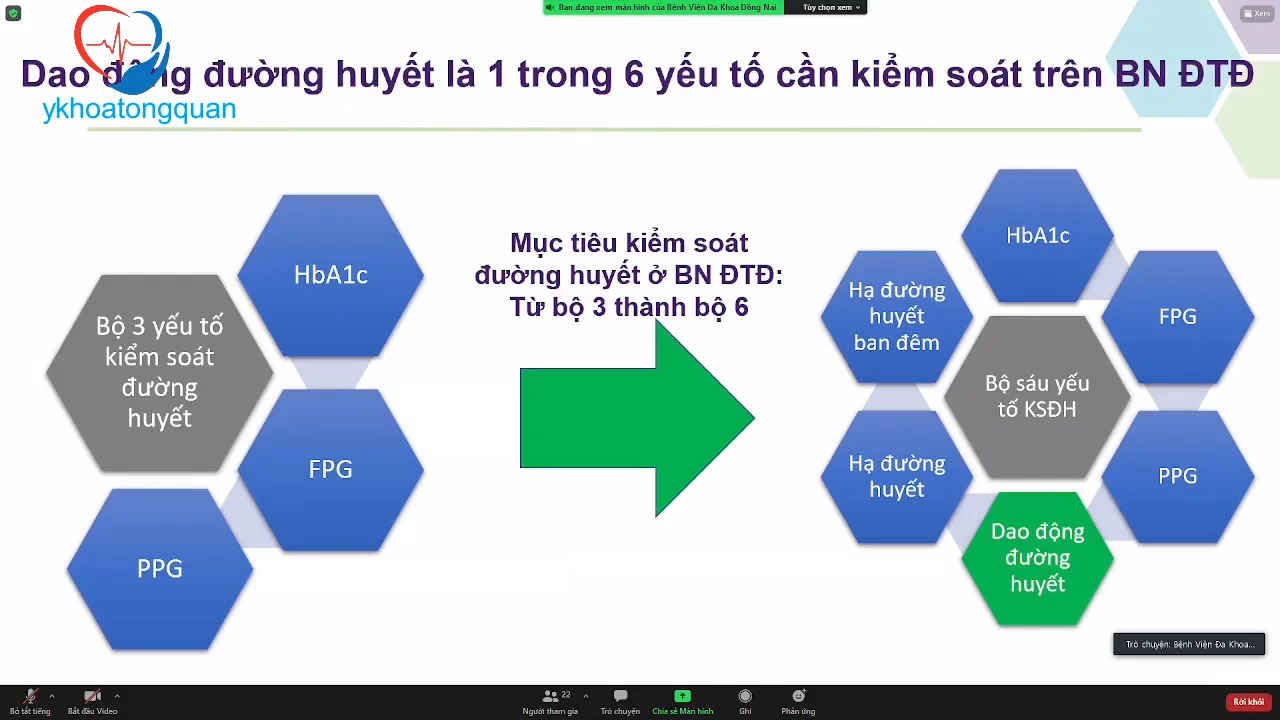 Bạn đang xem màn hình của Bệnh Viện Đa Khoa Đồng Nai
Tùy chọn xem
Xem
Dao động đường huyết là 1 trong 6 yếu tố cần kiểm soát trên BN ĐTĐ
ykhoatongquan
Bộ 3 yếu tố
kiểm soát
đường
huyết
HbA1c
FPG
PPG
Mục tiêu kiểm soát
đường huyết ở BN ĐTĐ:
Từ bộ 3 thành bộ 6
HbA1c
FPG
PPG
Dao động
đường
huyết
Hạ đường
huyết
Hạ đường
huyết
ban đêm
Bộ sáu yếu
tố KSĐH
Trò chuyện: Bệnh Viện Đa Khoa...
Bỏ tắt tiếng
Bắt đầu Video
22
Người tham gia
Trò chuyện
Chia sẻ Màn hình
Ghi
Phản ứng
Rời khỏi